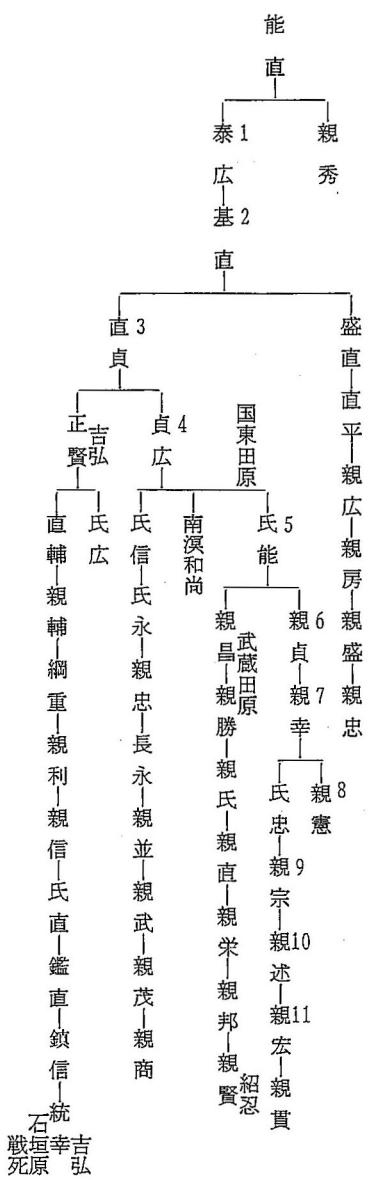 能直
親秀
泰広 1
基直 2
盛直 直平 親広 親房 親盛 親忠
直貞 3
貞広 4
吉弘
正賢
国東田原
氏能 5
南溟和尚
氏信 氏永 親忠 長永 親並 親武 親茂 親商
氏広
直輔 親輔 綱重 親利 親信 氏直 鑑直 鎮信 統幸
吉弘
石垣原
戦死
親貞 6 親幸 7
武蔵田原
親昌 親勝 親氏 親直 親栄 親邦 親賢
紹忍
親憲 8
氏忠 親宗 9 親述 10 親宏 11 親貫